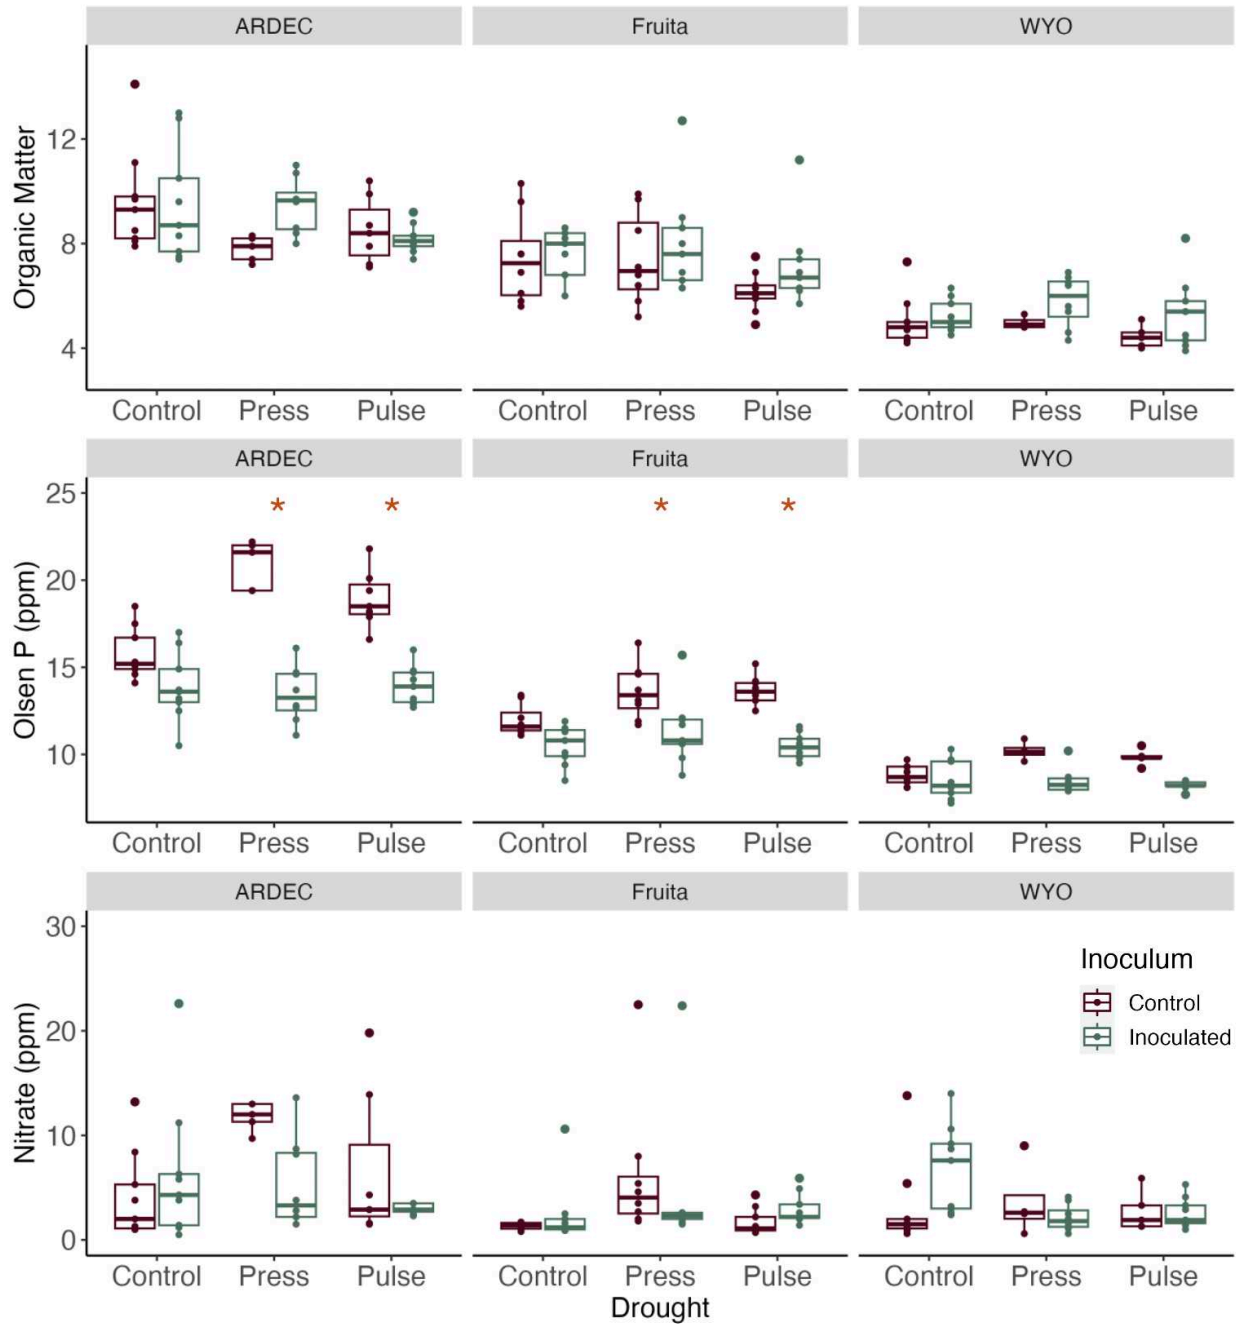 ARDEC Fruita WYO
Organic Matter
12
8
4
Control Press Pulse Control Press Pulse Control Press Pulse
ARDEC Fruita WYO
Olsen P (ppm)
25
* * * *
20
15
10
Control Press Pulse Control Press Pulse Control Press Pulse
ARDEC Fruita WYO
Nitrate (ppm)
30
20
10
0
Inoculum
Control
Inoculated
Control Press Pulse Control Press Pulse Control Press Pulse
Drought